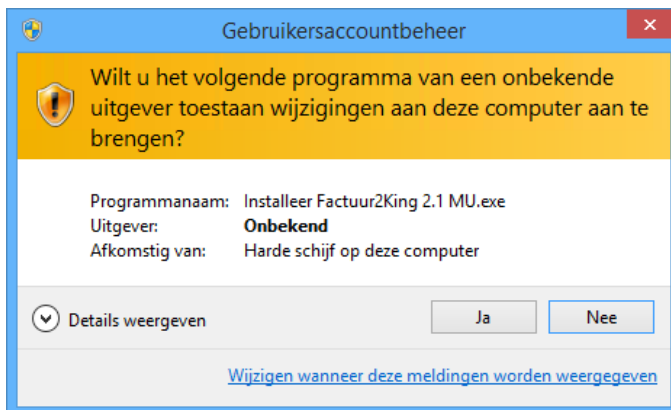 Gebruikersaccountbeheer
Wilt u het volgende programma van een onbekende
uitgever toestaan wijzigingen aan deze computer aan te
brengen?
Programmanaam: Installeer Factuur2King 2.1 MU.exe
Uitgever: Onbekend
Afkomstig van: Harde schijf op deze computer
Details weergeven Ja Nee
Wijzigen wanneer deze meldingen worden weergegeven